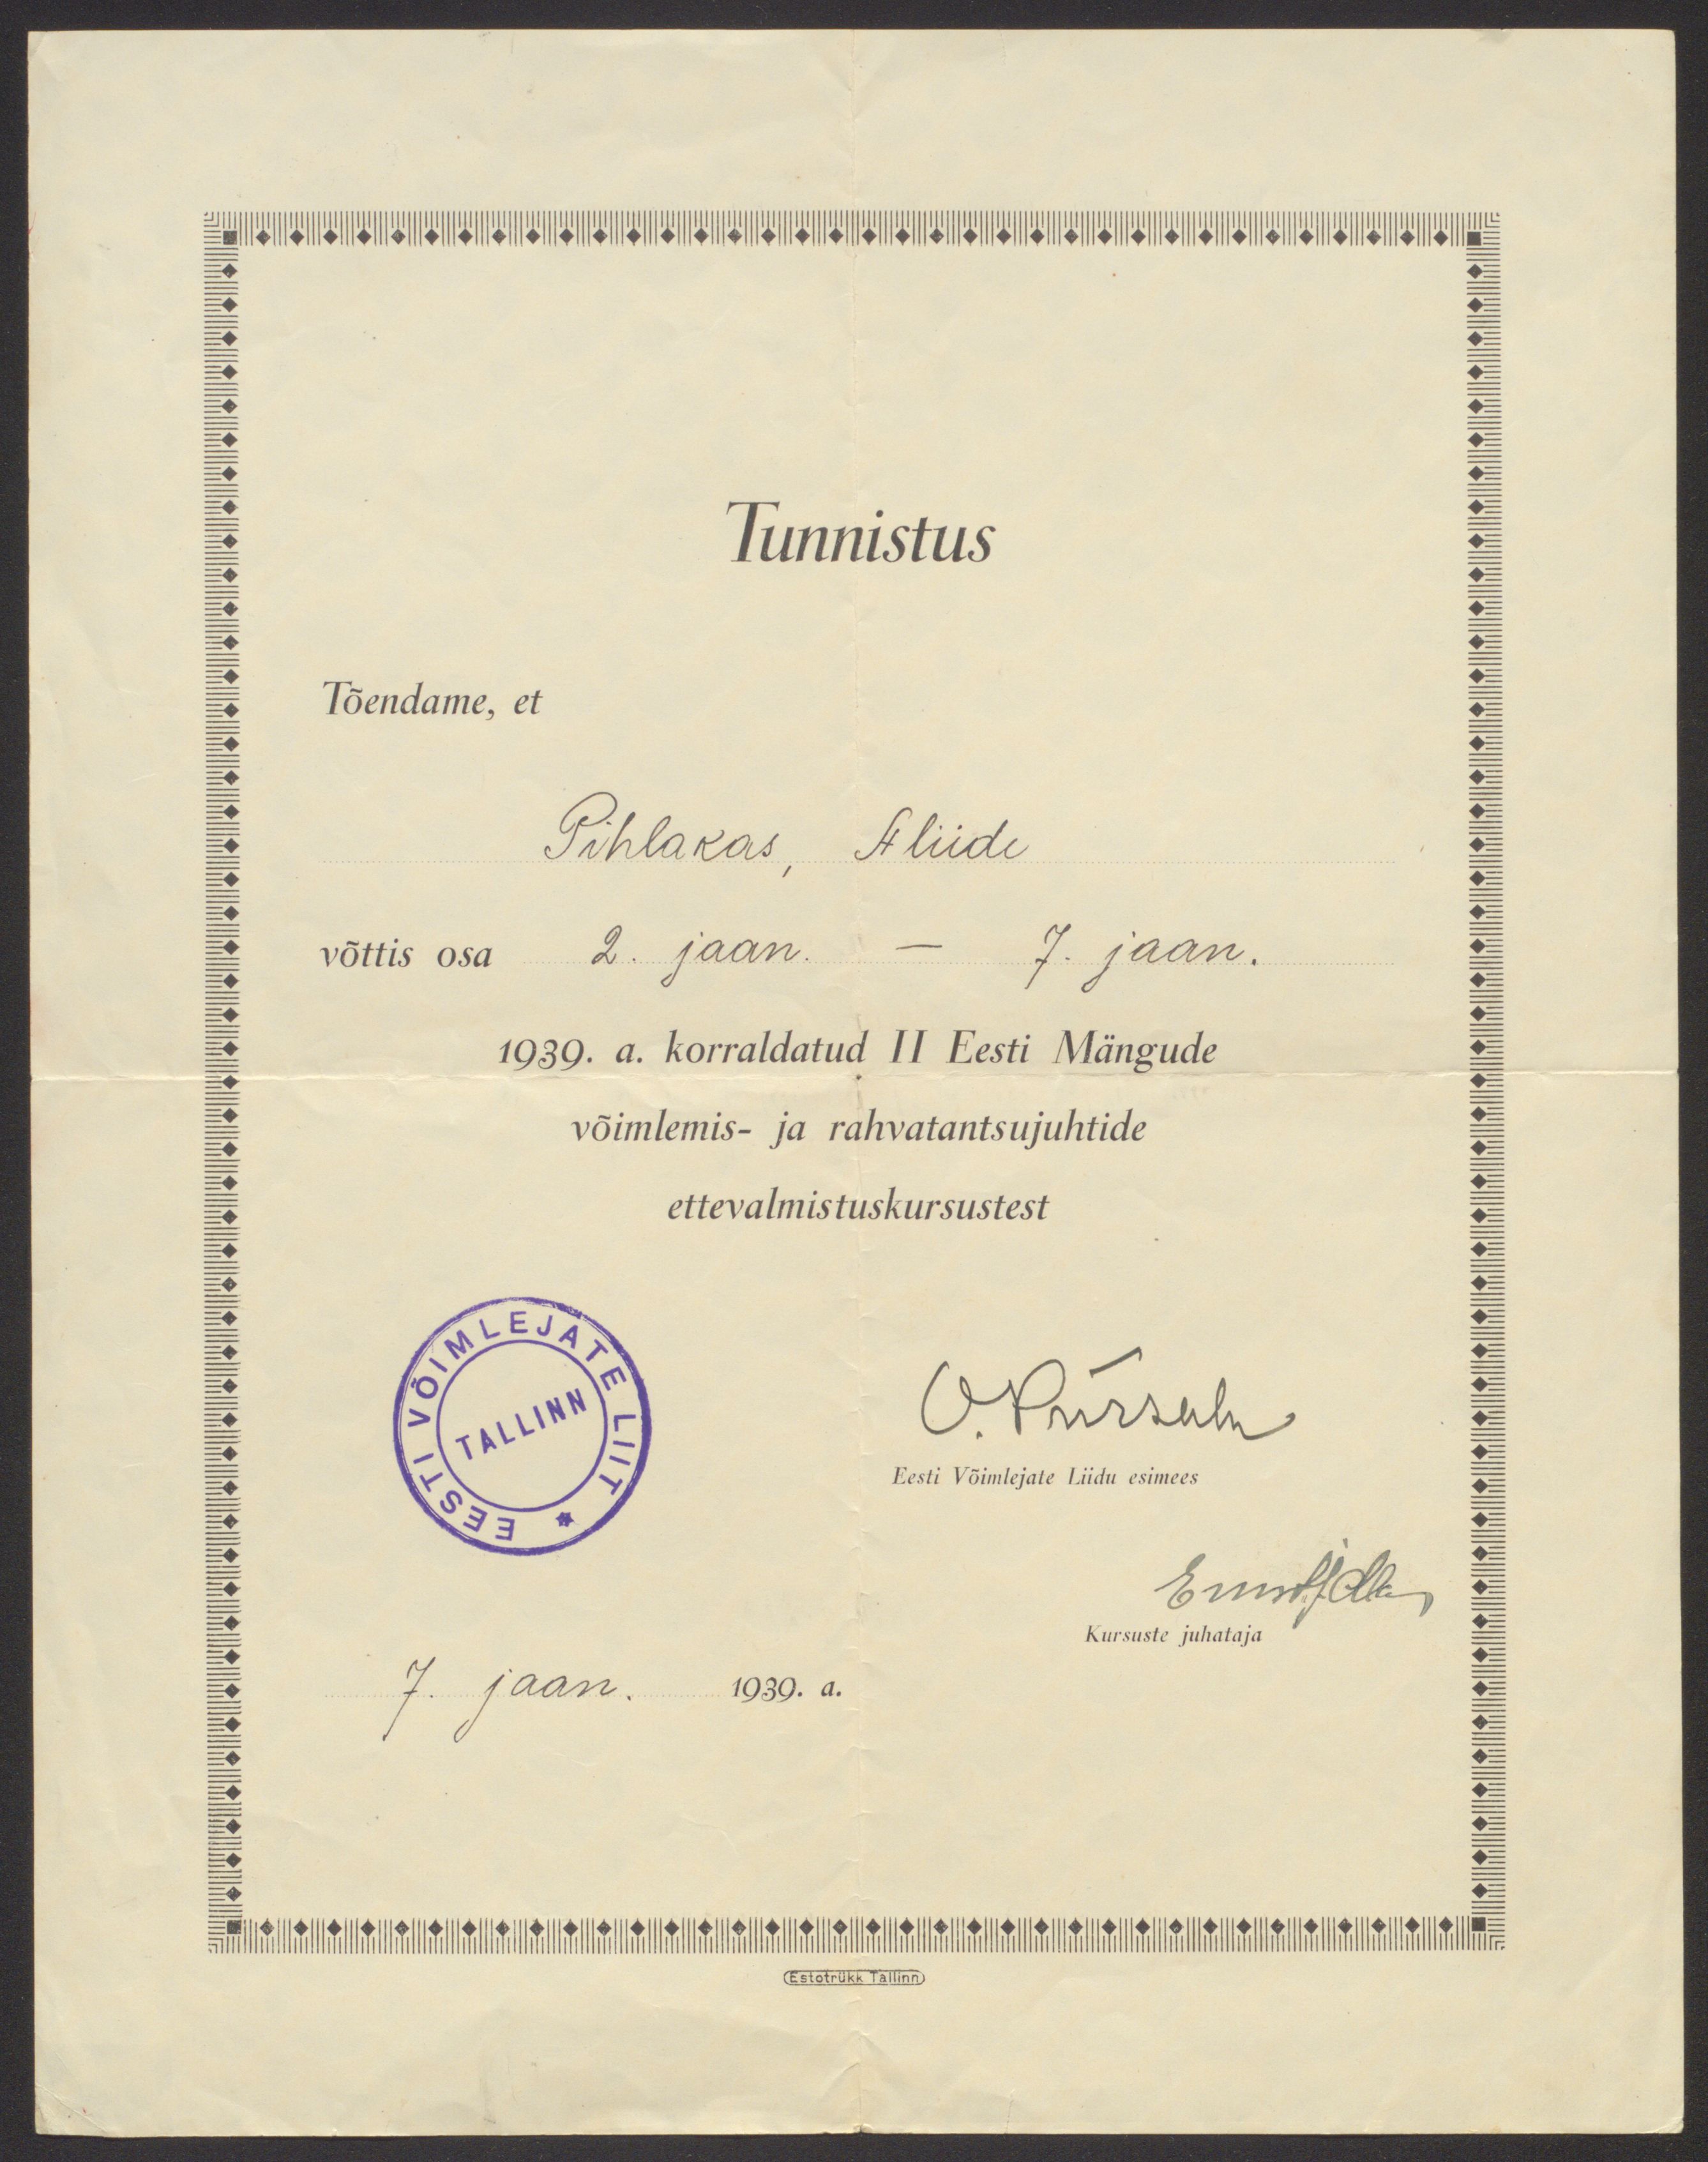 Tunnistus
Tõendame, et
Pihlakas, Aliide
võttis osa 2. jaan. — 7. jaan.
1939. a. korraldatud II Eesti Mängude
võimlemis- ja rahvatantsujuhtide
ettevalmistuskursustest
EESTI VÕIMLEJATE LIIT
TALLINN
Eesti Võimlejate Liidu esimees
Kursuste juhataja
7. jaan. 1939. a.
Estotrükk Tallinn